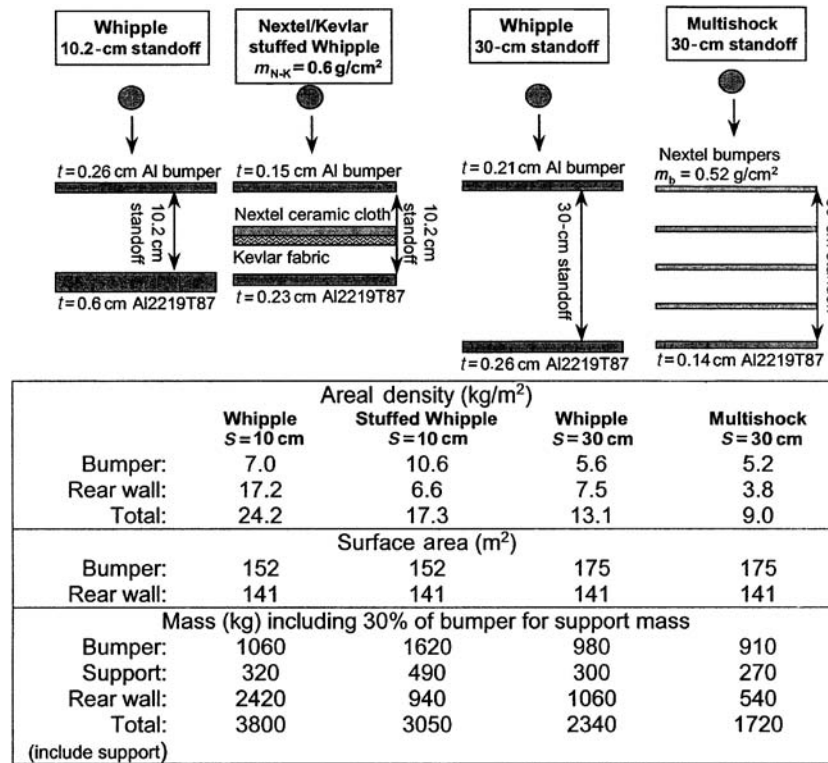 Whipple
10.2-cm standoff
Nextel/Kevlar
stuffed Whipple
m_N-K = 0.6 g/cm²
Whipple
30-cm standoff
Multishock
30-cm standoff
t = 0.26 cm Al bumper
10.2 cm
standoff
t = 0.6 cm Al2219T87
t = 0.15 cm Al bumper
Nextel ceramic cloth
Kevlar fabric
10.2 cm
standoff
t = 0.23 cm Al2219T87
t = 0.21 cm Al bumper
30-cm standoff
t = 0.26 cm Al2219T87
Nextel bumpers
m_b = 0.52 g/cm²
t = 0.14 cm Al2219T87
Areal density (kg/m²)
Whipple Stuffed Whipple Whipple Multishock
S = 10 cm S = 10 cm S = 30 cm S = 30 cm
Bumper: 7.0 10.6 5.6 5.2
Rear wall: 17.2 6.6 7.5 3.8
Total: 24.2 17.3 13.1 9.0
Surface area (m²)
Bumper: 152 152 175 175
Rear wall: 141 141 141 141
Mass (kg) including 30% of bumper for support mass
Bumper: 1060 1620 980 910
Support: 320 490 300 270
Rear wall: 2420 940 1060 540
Total: 3800 3050 2340 1720
(include support)